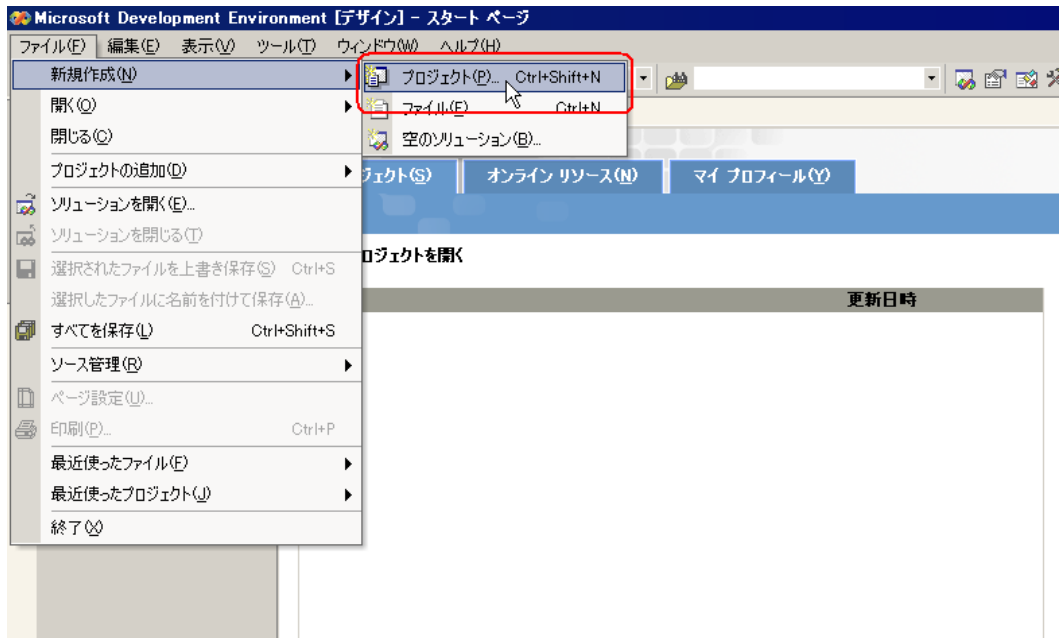 Microsoft Development Environment [デザイン] - スタート ページ
ファイル(F) 編集(E) 表示(V) ツール(T) ウィンドウ(W) ヘルプ(H)
新規作成(N)
プロジェクト(P)... Ctrl+Shift+N
ファイル(F)... Ctrl+N
空のソリューション(B)...
開く(O)
閉じる(C)
プロジェクトの追加(D)
ソリューションを開く(E)...
ソリューションを閉じる(T)
選択されたファイルを上書き保存(S) Ctrl+S
選択したファイルに名前を付けて保存(A)...
すべてを保存(L) Ctrl+Shift+S
ソース管理(R)
ページ設定(U)...
印刷(P)... Ctrl+P
最近使ったファイル(F)
最近使ったプロジェクト(J)
終了(X)
ジェクト(S) オンライン リソース(N) マイ プロフィール(Y)
ロジェクトを開く
更新日時